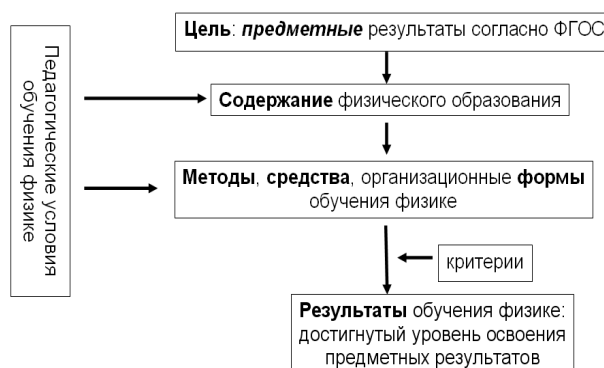 Цель: предметные результаты согласно ФГОС
Педагогические условия
обучения физике
Содержание физического образования
Методы, средства, организационные формы
обучения физике
критерии
Результаты обучения физике:
достигнутый уровень освоения
предметных результатов